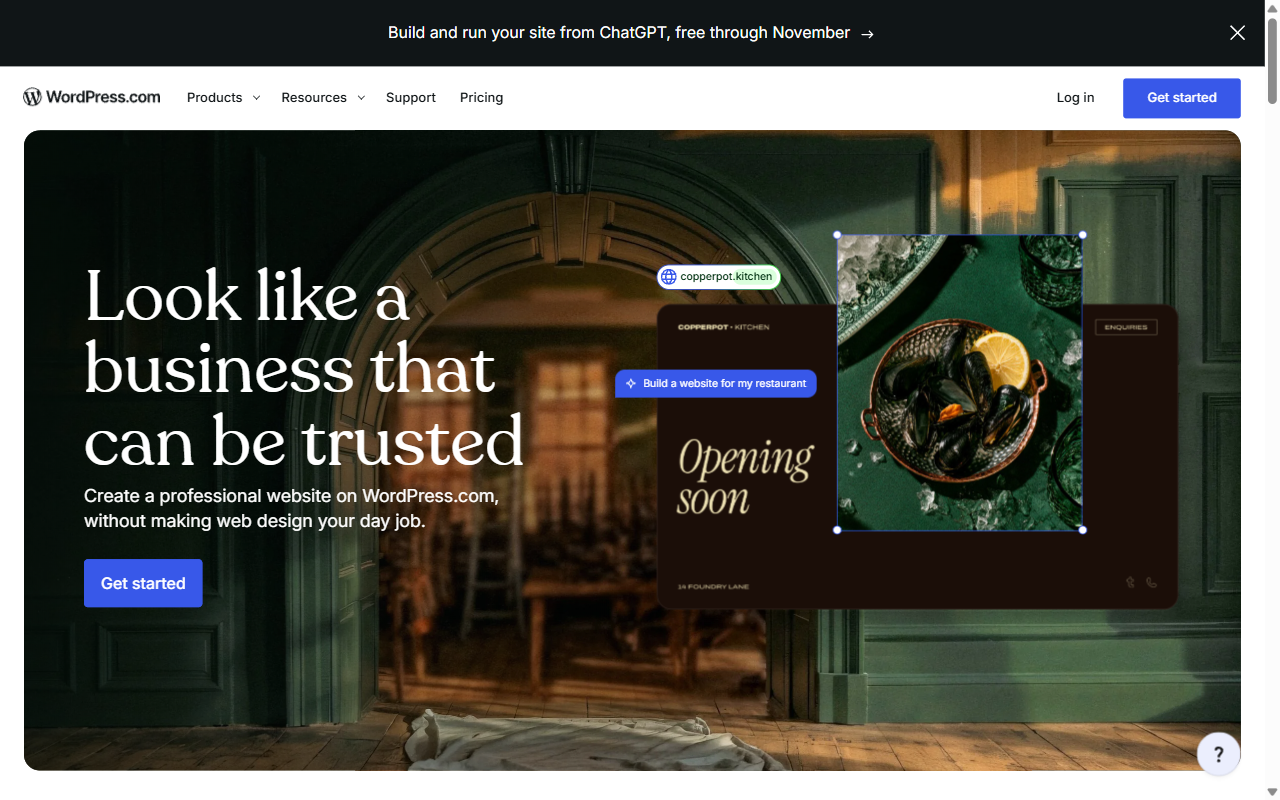 Build and run your site from ChatGPT, free through November →
WordPress.com Products Resources Support Pricing Log in Get started
Look like a
business that
can be trusted
Create a professional website on WordPress.com,
without making web design your day job.
Get started
copperpot.kitchen
COPPERPOT • KITCHEN
ENQUIRIES
Build a website for my restaurant
Opening
soon
14 FOUNDRY LANE
?